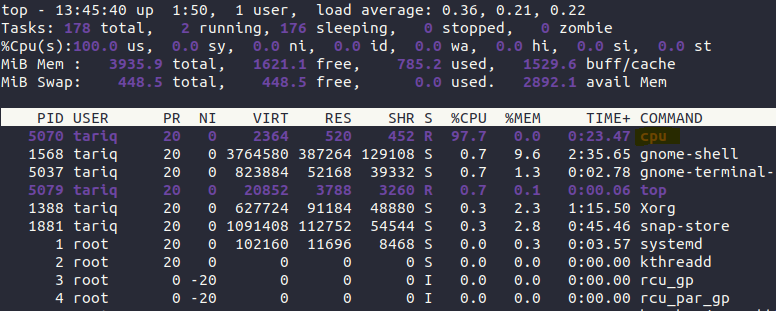 top - 13:45:40 up  1:50,  1 user,  load average: 0.36, 0.21, 0.22
Tasks: 178 total,   2 running, 176 sleeping,   0 stopped,   0 zombie
%Cpu(s):100.0 us,  0.0 sy,  0.0 ni,  0.0 id,  0.0 wa,  0.0 hi,  0.0 si,  0.0 st
MiB Mem :   3935.9 total,   1621.1 free,    785.2 used,   1529.6 buff/cache
MiB Swap:    448.5 total,    448.5 free,      0.0 used.   2892.1 avail Mem
PID USER      PR  NI    VIRT    RES    SHR S  %CPU  %MEM     TIME+ COMMAND
5070 tariq     20   0    2364    520    452 R  97.7   0.0   0:23.47 cpu
1568 tariq     20   0 3764580 387264 129108 S   0.7   9.6   2:35.65 gnome-shell
5037 tariq     20   0  823884  52168  39332 S   0.7   1.3   0:02.78 gnome-terminal-
5079 tariq     20   0   20852   3788   3260 R   0.7   0.1   0:00.06 top
1388 tariq     20   0  627724  91184  48880 S   0.3   2.3   1:15.50 Xorg
1881 tariq     20   0 1091408 112752  54544 S   0.3   2.8   0:45.46 snap-store
1 root      20   0  102160  11696   8468 S   0.0   0.3   0:03.57 systemd
2 root      20   0       0      0      0 S   0.0   0.0   0:00.00 kthreadd
3 root       0 -20       0      0      0 I   0.0   0.0   0:00.00 rcu_gp
4 root       0 -20       0      0      0 I   0.0   0.0   0:00.00 rcu_par_gp